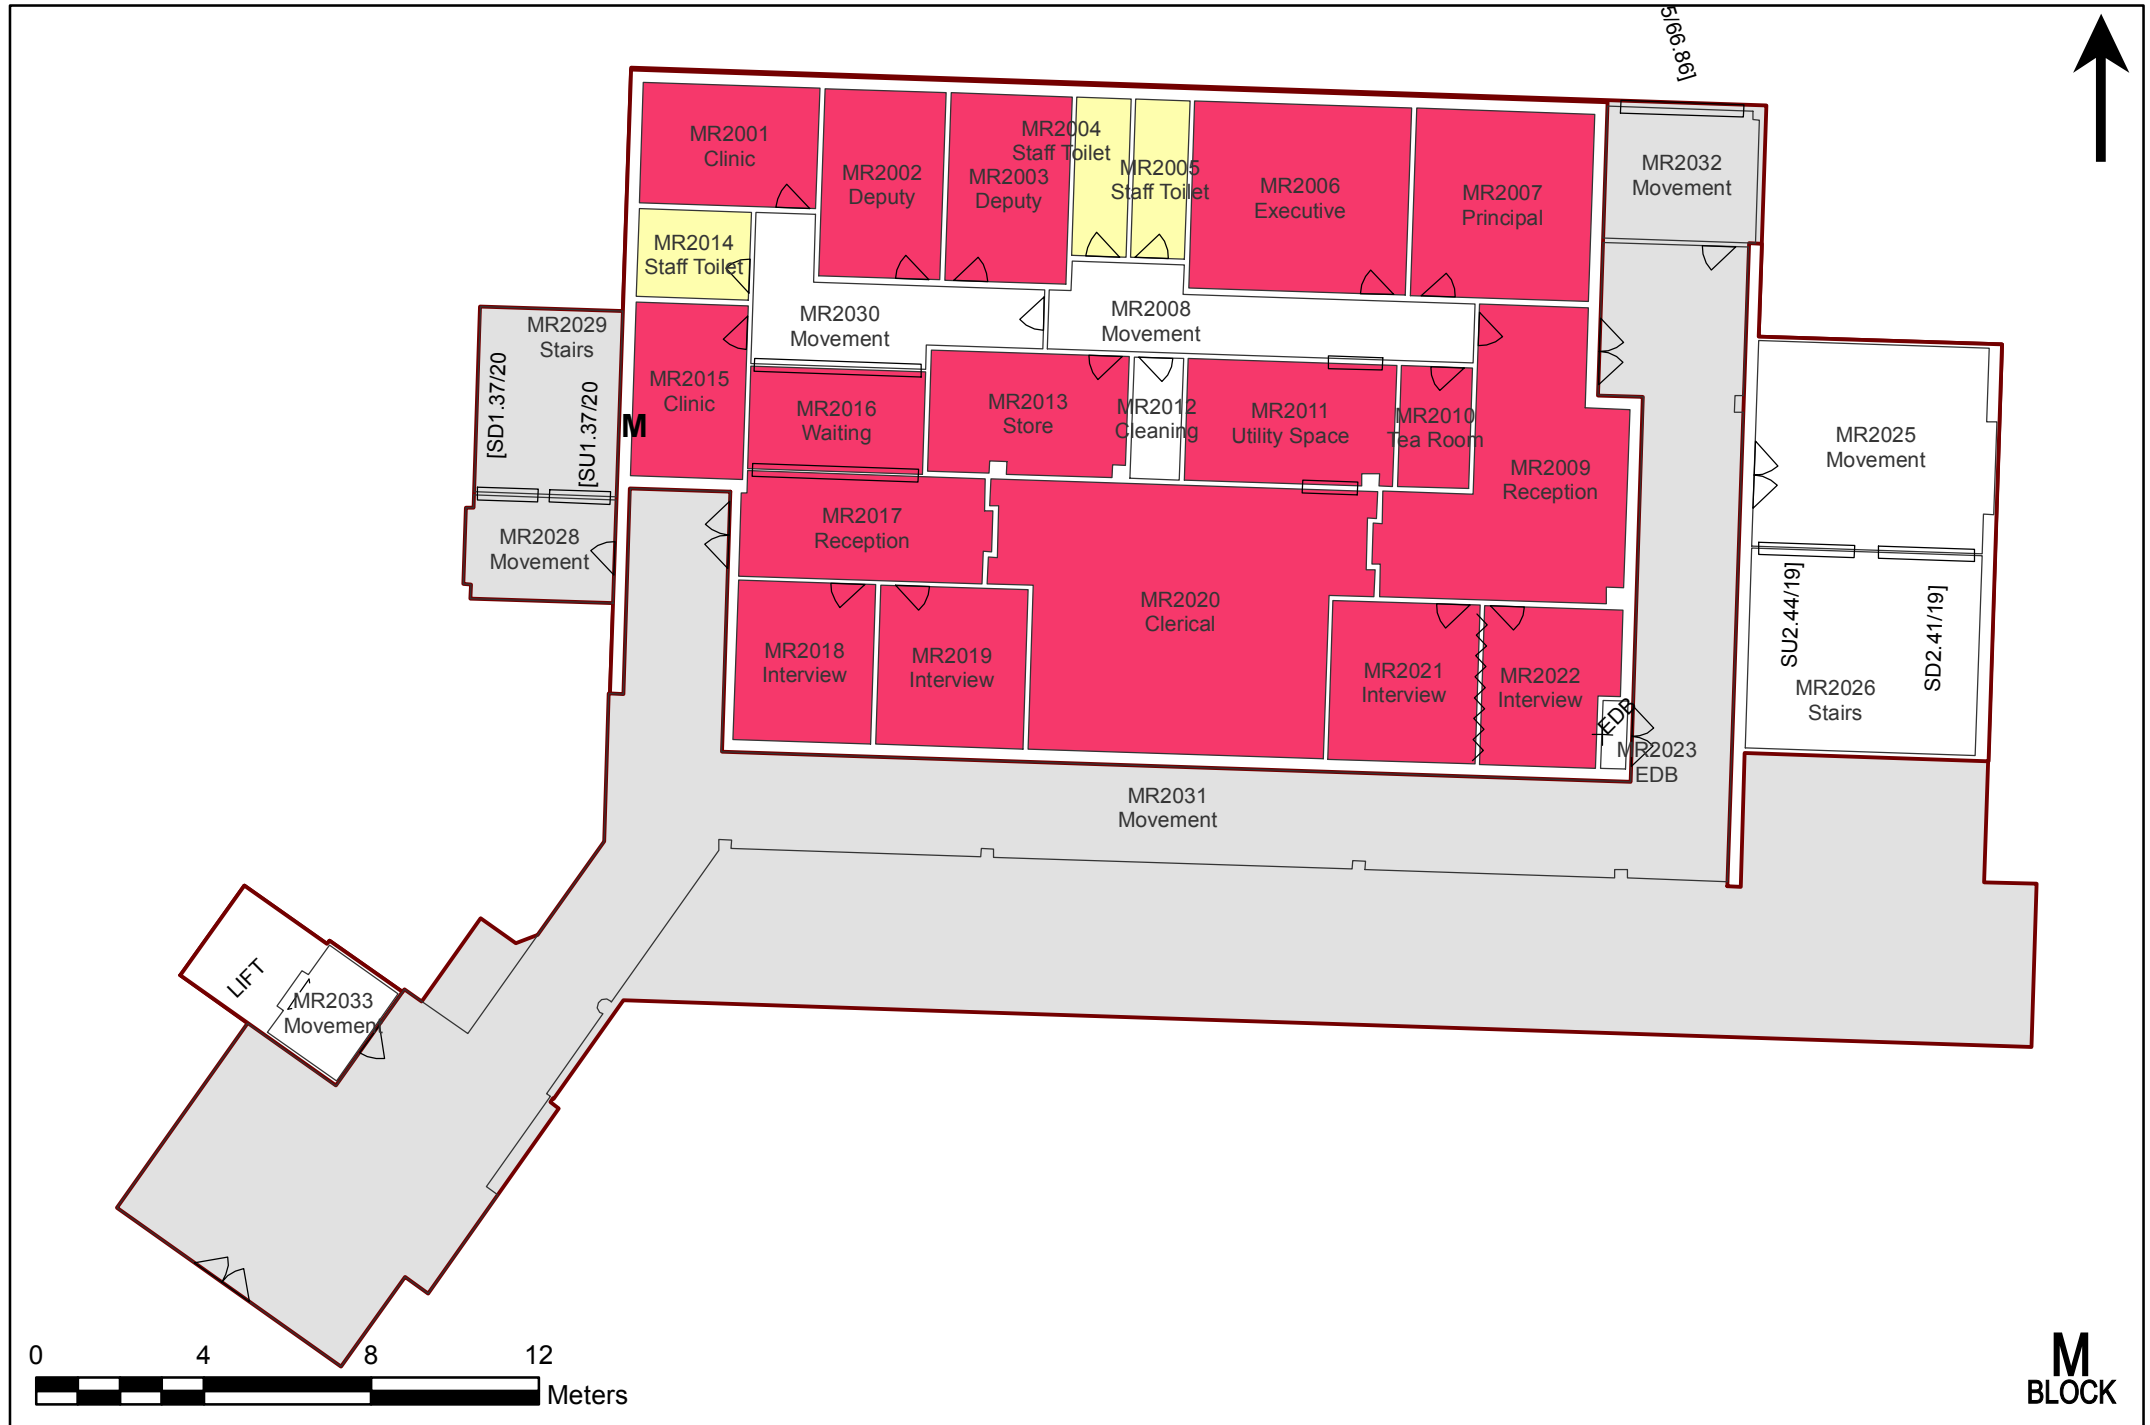 5/66.86]
MR2001
Clinic
MR2002
Deputy
MR2003
Deputy
MR2004
Staff Toilet
MR2005
Staff Toilet
MR2006
Executive
MR2007
Principal
MR2032
Movement
MR2014
Staff Toilet
MR2030
Movement
MR2008
Movement
MR2029
Stairs
[SD1.37/20
[SU1.37/20
M
MR2015
Clinic
MR2016
Waiting
MR2013
Store
MR2012
Cleaning
MR2011
Utility Space
MR2010
Tea Room
MR2009
Reception
MR2025
Movement
MR2028
Movement
MR2017
Reception
MR2020
Clerical
MR2018
Interview
MR2019
Interview
MR2021
Interview
MR2022
Interview
EDB
MR2023
EDB
SU2.44/19]
SD2.41/19]
MR2026
Stairs
MR2031
Movement
LIFT
MR2033
Movement
0 4 8 12
Meters
M
BLOCK